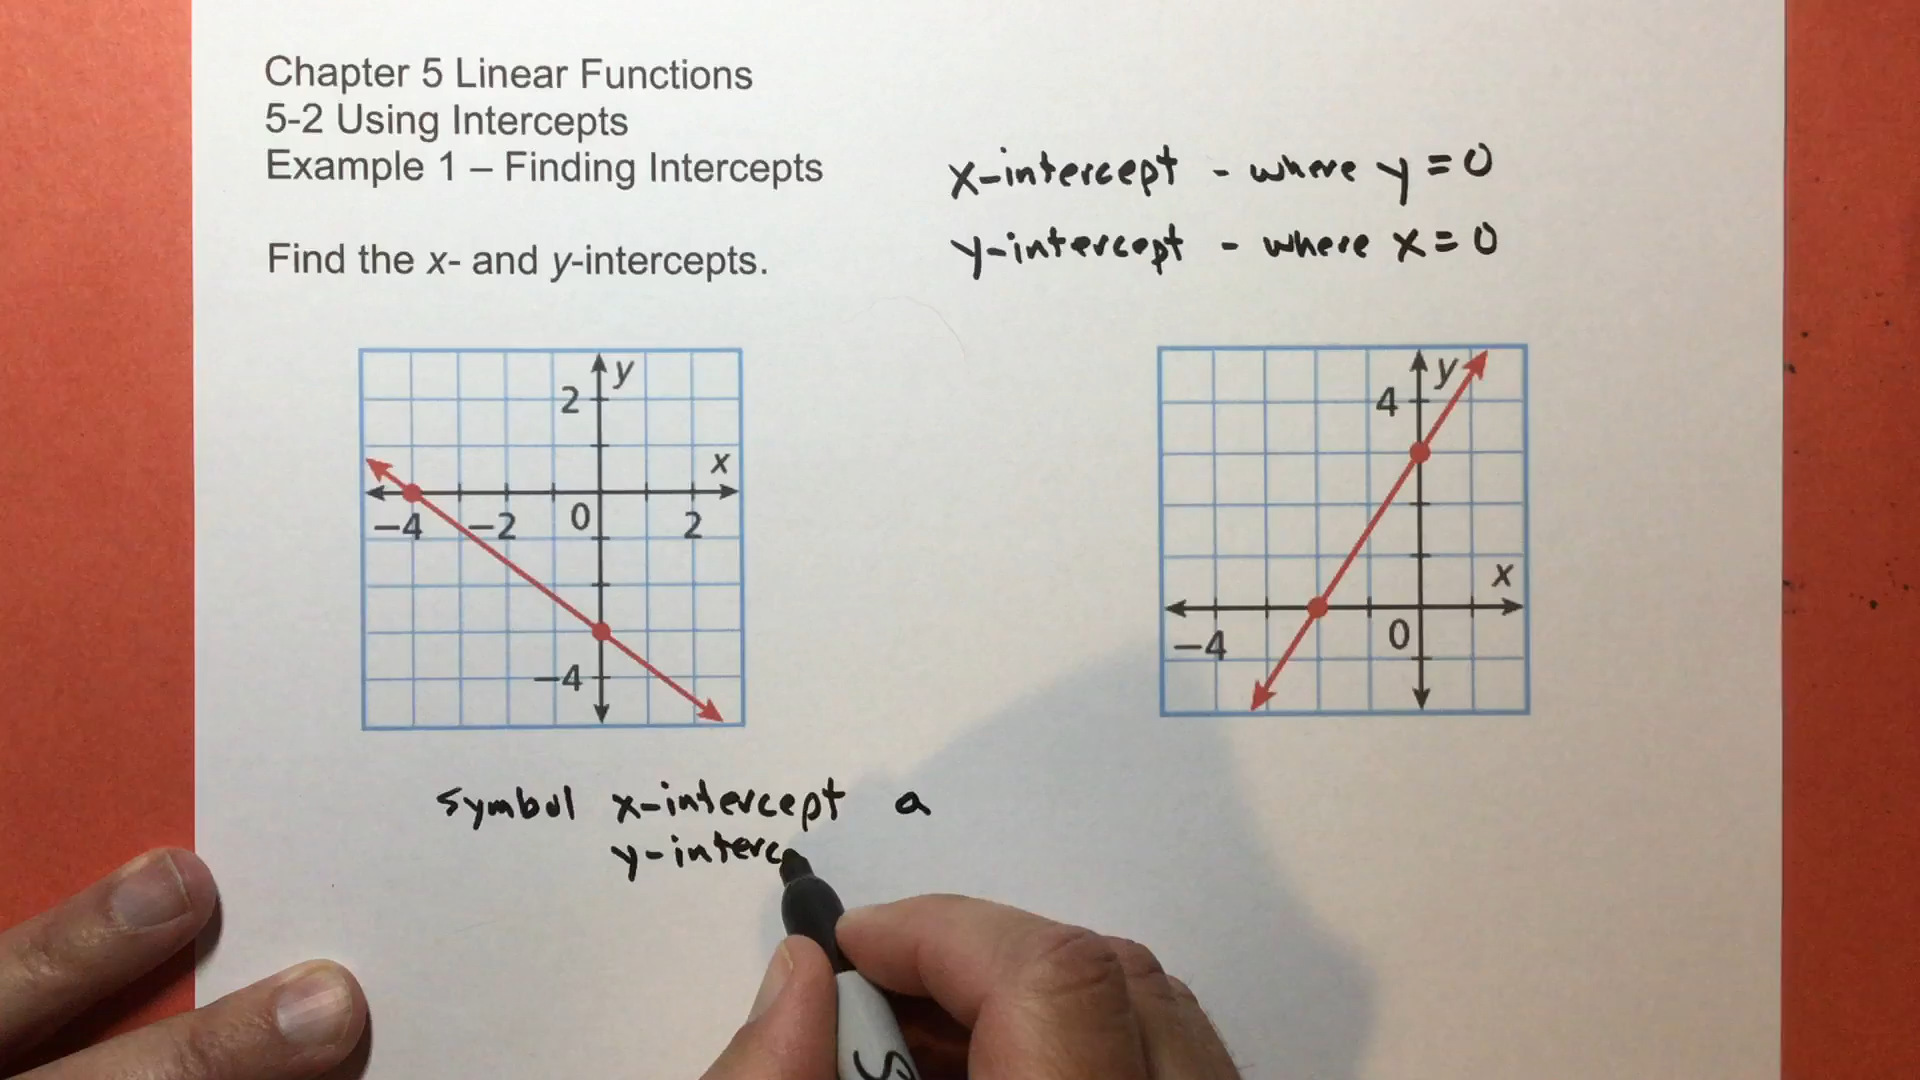 Chapter 5 Linear Functions
5-2 Using Intercepts
Example 1 – Finding Intercepts
x-intercept - where y = 0
y-intercept - where x = 0
Find the x- and y-intercepts.
y
2
x
−4 −2 0 2
−4
y
4
x
−4 0
symbol x-intercept a
y-interc
S